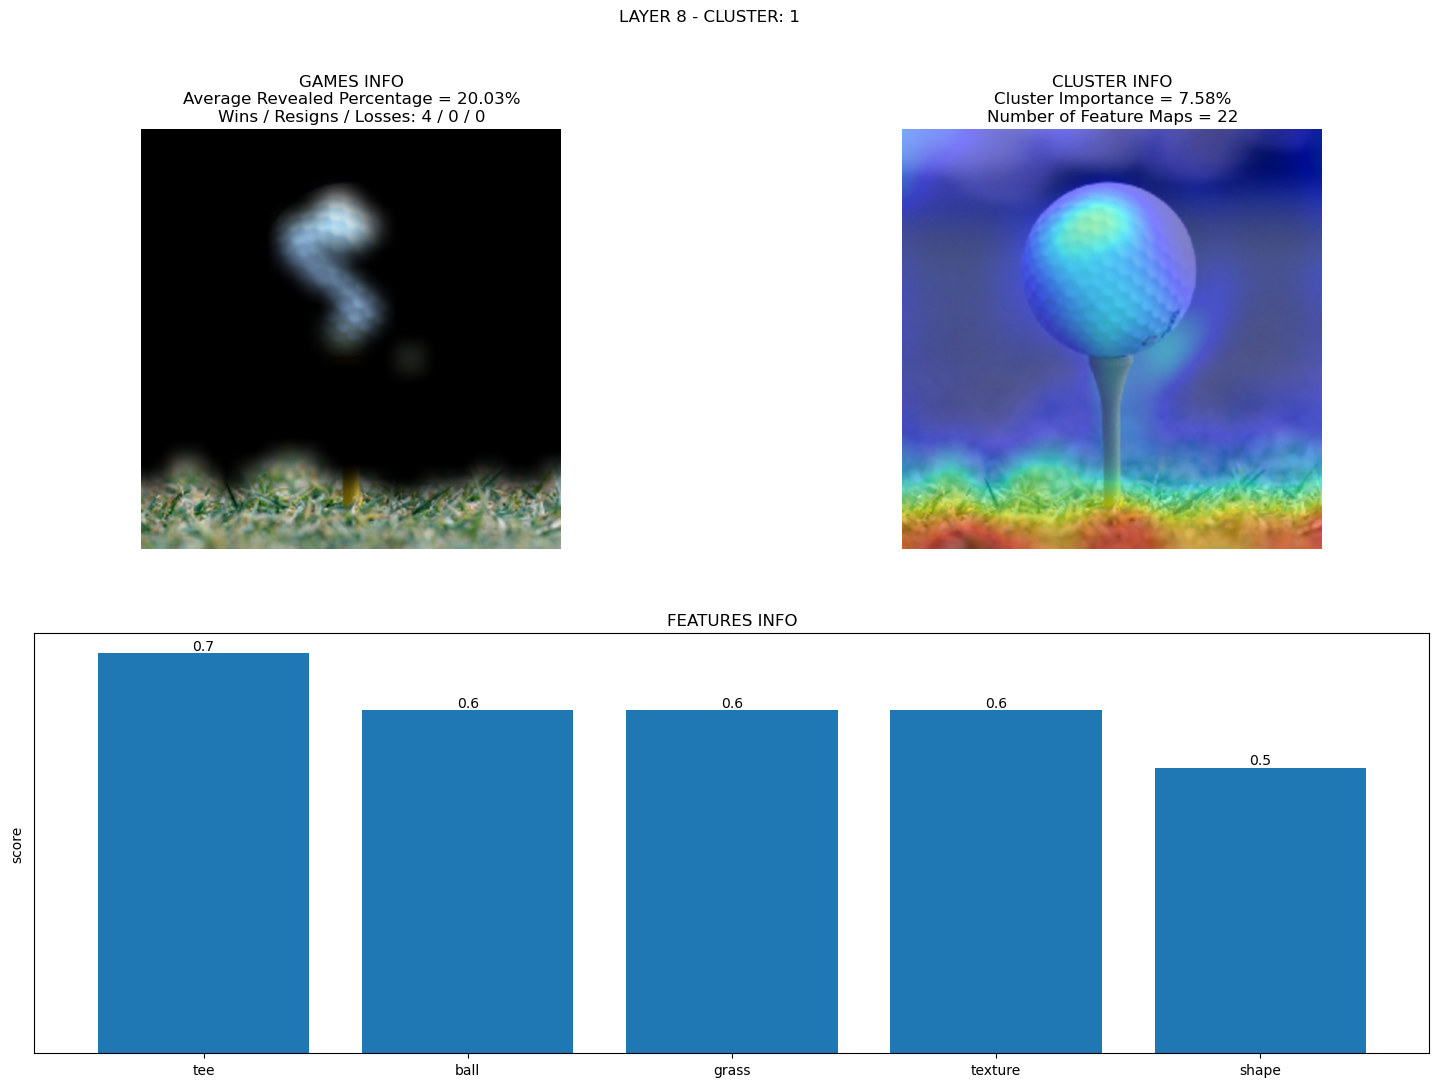 LAYER 8 - CLUSTER: 1
GAMES INFO
Average Revealed Percentage = 20.03%
Wins / Resigns / Losses: 4 / 0 / 0
CLUSTER INFO
Cluster Importance = 7.58%
Number of Feature Maps = 22
FEATURES INFO
score
0.7
0.6
0.6
0.6
0.5
tee
ball
grass
texture
shape